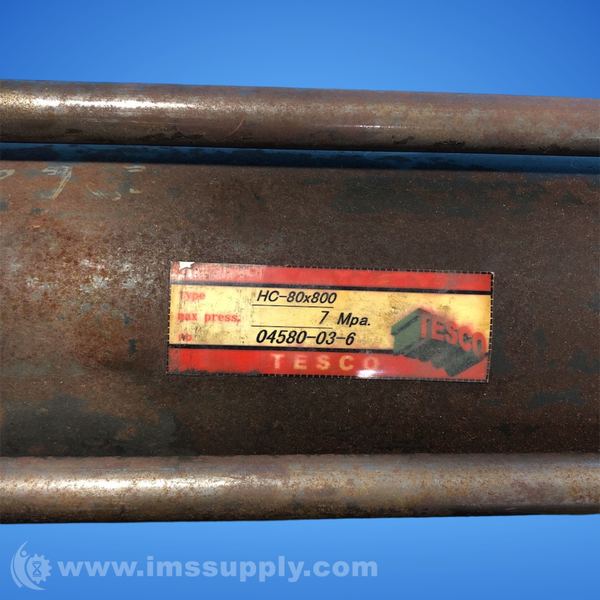 Type HC-80x800
max press. 7 Mpa.
no 04580-03-6
TESCO
TESCO
www.imssupply.com